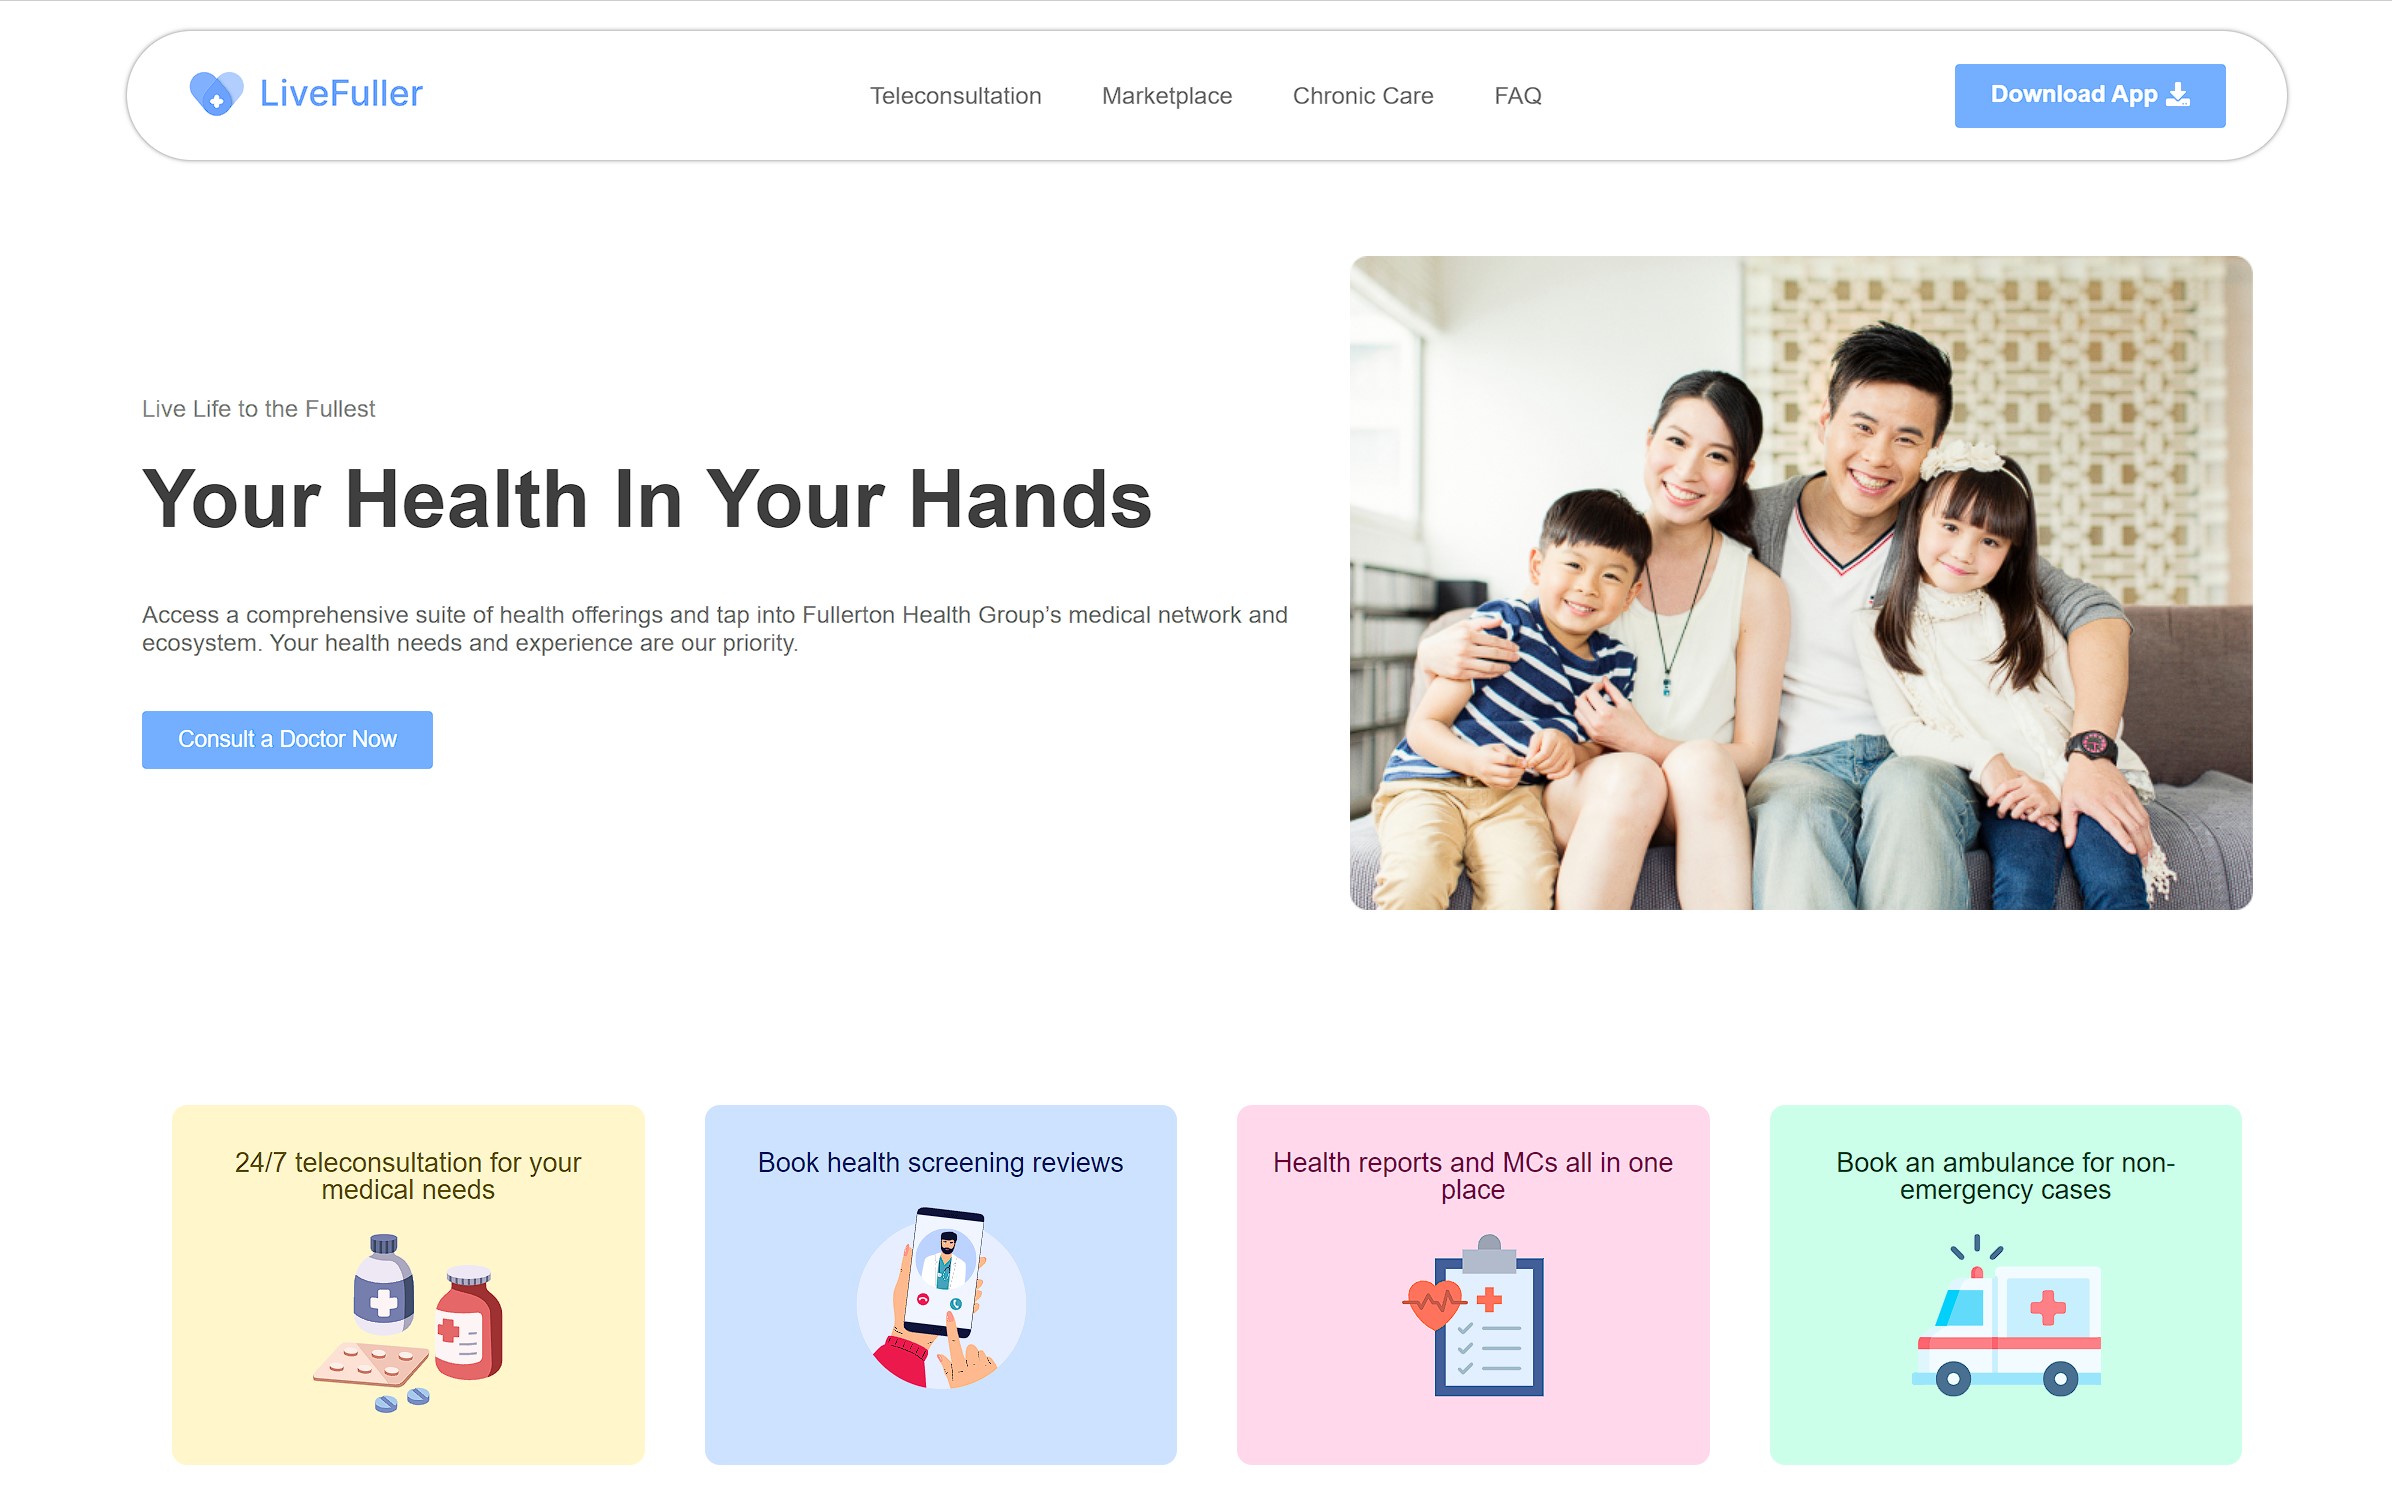 LiveFuller
Teleconsultation
Marketplace
Chronic Care
FAQ
Download App
Live Life to the Fullest
Your Health In Your Hands
Access a comprehensive suite of health offerings and tap into Fullerton Health Group’s medical network and
ecosystem. Your health needs and experience are our priority.
Consult a Doctor Now
24/7 teleconsultation for your
medical needs
Book health screening reviews
Health reports and MCs all in one
place
Book an ambulance for non-
emergency cases